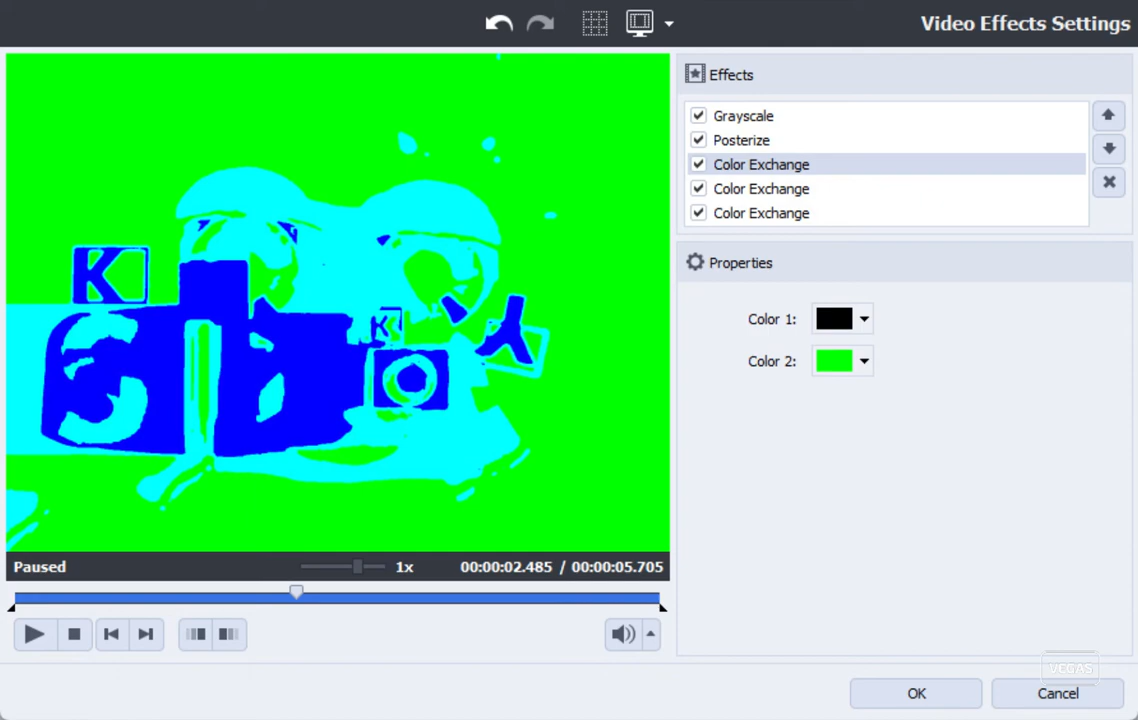 Video Effects Settings
Effects
Grayscale
Posterize
Color Exchange
Color Exchange
Color Exchange
Properties
Color 1:
Color 2:
K
K
Paused
1x
00:00:02.485 / 00:00:05.705
VEGAS
OK
Cancel